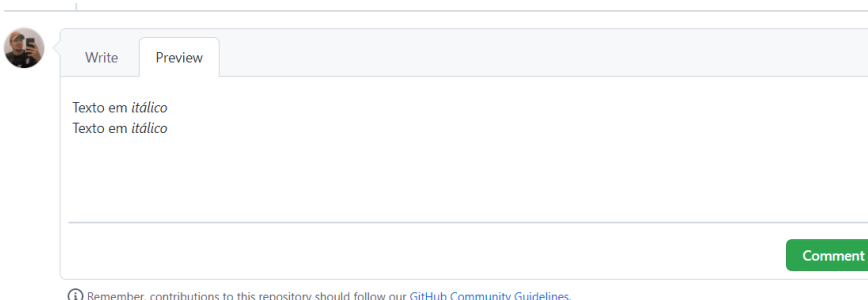 Write
Preview
Texto em itálico
Texto em itálico
Comment
Remember, contributions to this repository should follow our GitHub Community Guidelines.